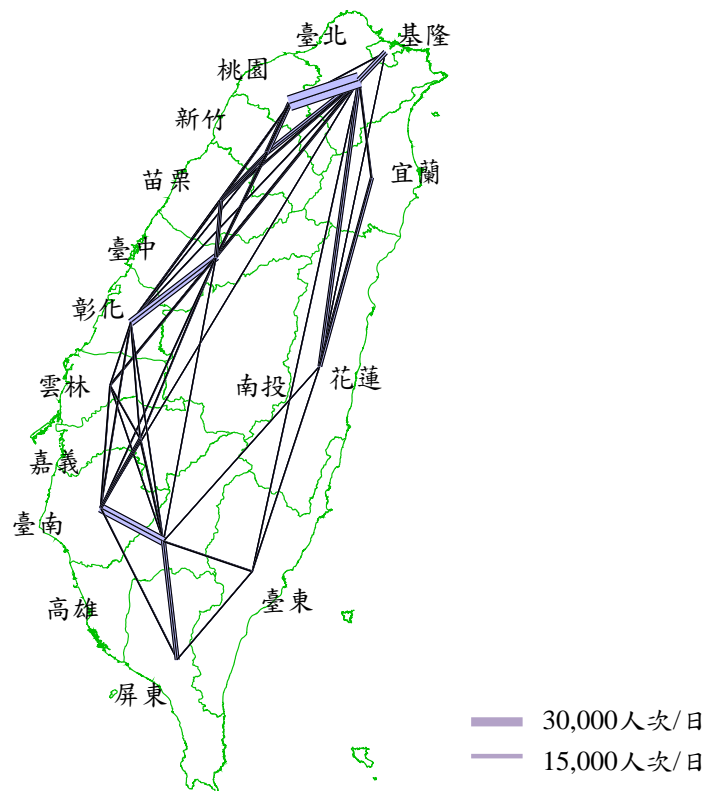 臺北
基隆
桃園
新竹
宜蘭
苗栗
臺中
彰化
雲林
南投
花蓮
嘉義
臺南
臺東
高雄
屏東
30,000人次/日
15,000人次/日